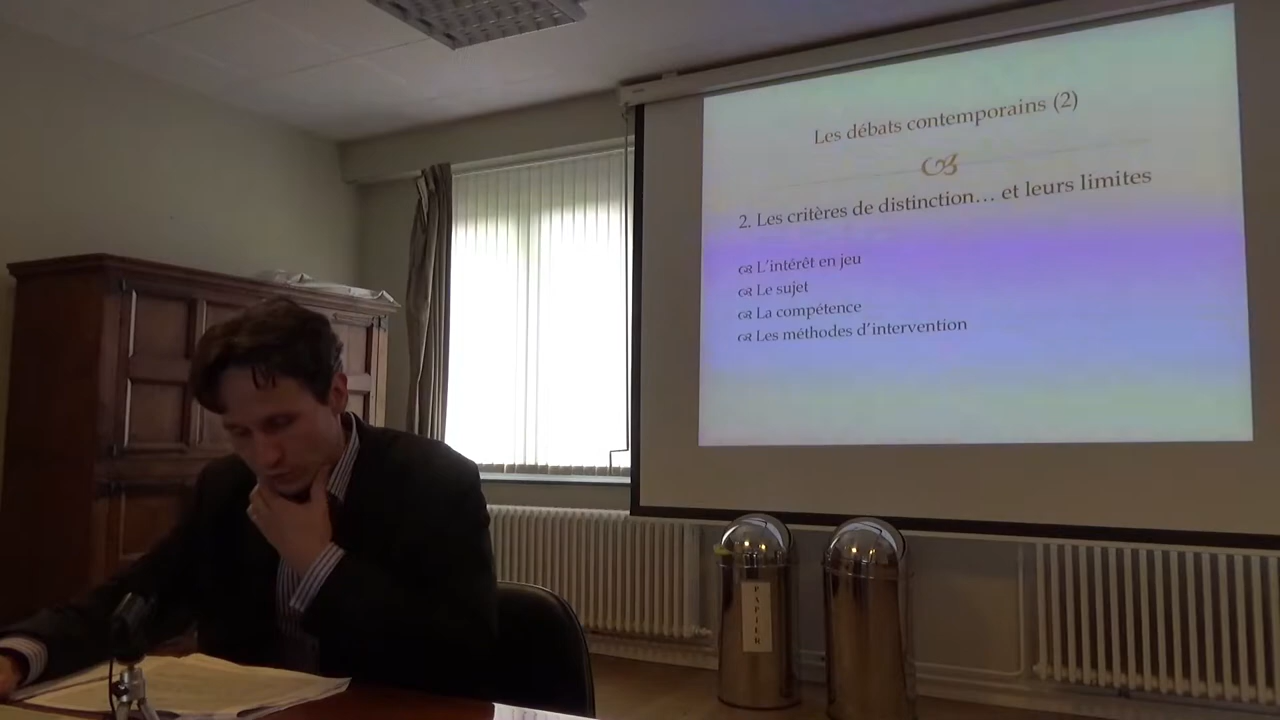 Les débats contemporains (2)
2. Les critères de distinction… et leurs limites
L'intérêt en jeu
Le sujet
La compétence
Les méthodes d'intervention
PAPIER